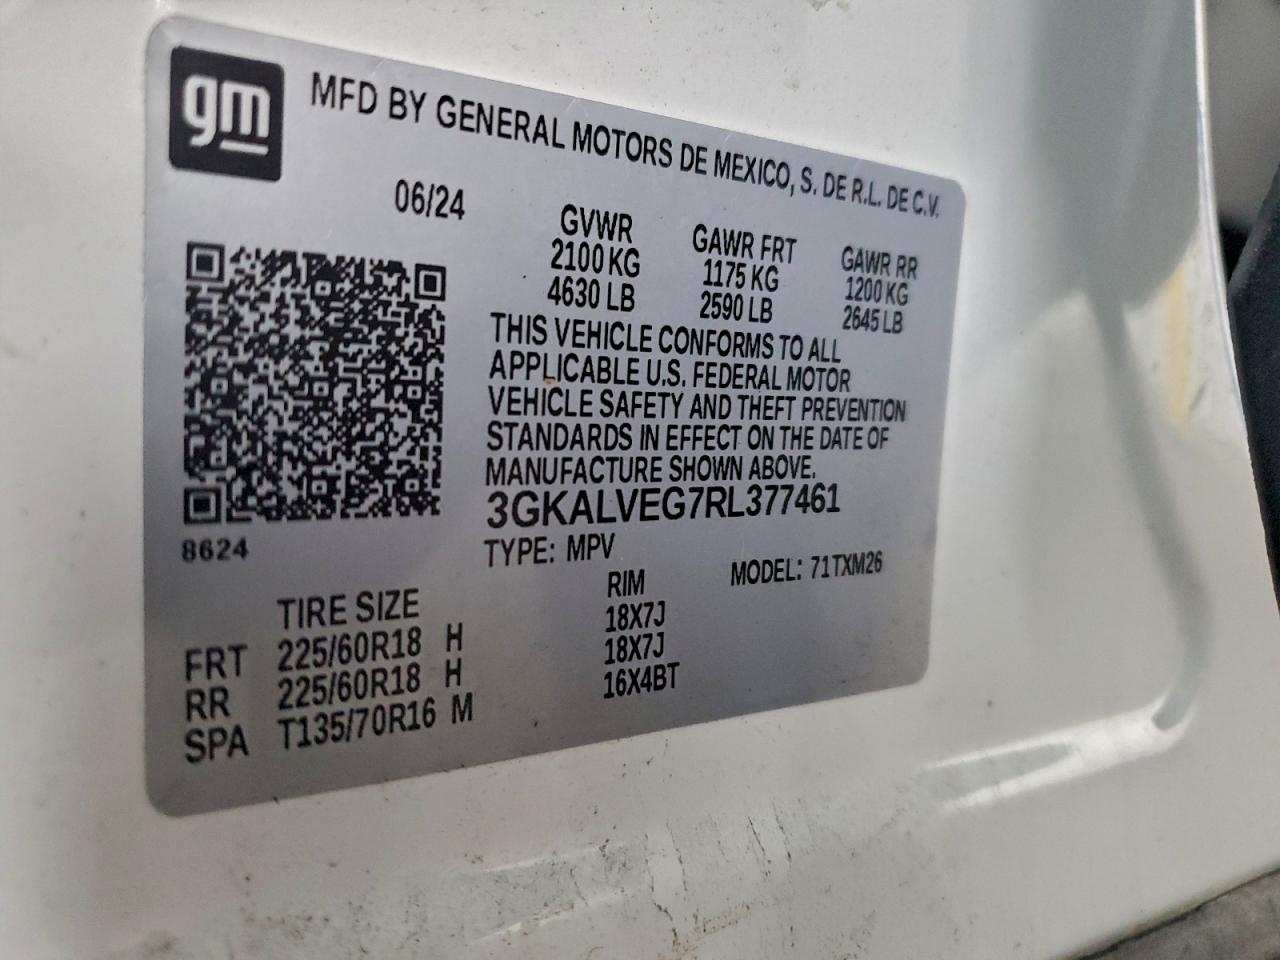 gm
MFD BY GENERAL MOTORS DE MEXICO, S. DE R.L. DE C.V.
06/24
GVWR GAWR FRT GAWR RR
2100 KG 1175 KG 1200 KG
4630 LB 2590 LB 2645 LB
THIS VEHICLE CONFORMS TO ALL
APPLICABLE U.S. FEDERAL MOTOR
VEHICLE SAFETY AND THEFT PREVENTION
STANDARDS IN EFFECT ON THE DATE OF
MANUFACTURE SHOWN ABOVE.
3GKALVEG7RL377461
8624
TYPE: MPV MODEL: 71TXM26
TIRE SIZE RIM
FRT 225/60R18 H 18X7J
RR 225/60R18 H 18X7J
SPA T135/70R16 M 16X4BT